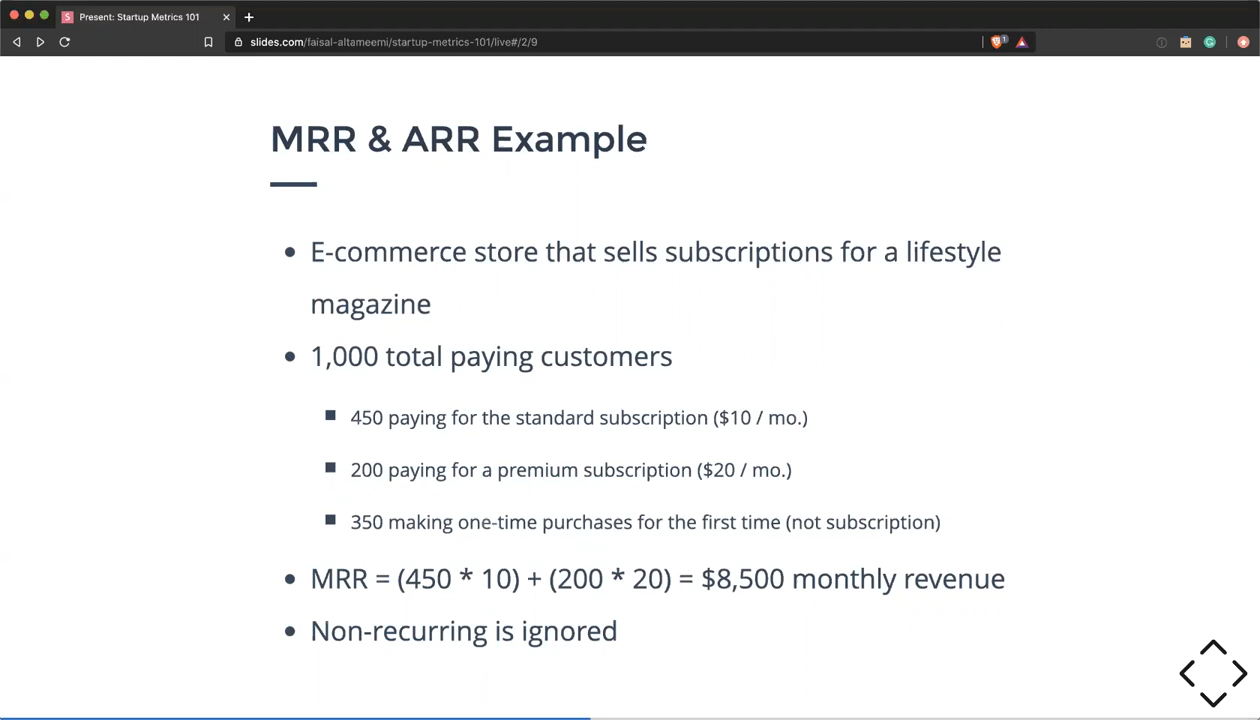 Present: Startup Metrics 101
slides.com/faisal-altameemi/startup-metrics-101/live#/2/9
MRR & ARR Example
E-commerce store that sells subscriptions for a lifestyle
magazine
1,000 total paying customers
450 paying for the standard subscription ($10 / mo.)
200 paying for a premium subscription ($20 / mo.)
350 making one-time purchases for the first time (not subscription)
MRR = (450 * 10) + (200 * 20) = $8,500 monthly revenue
Non-recurring is ignored